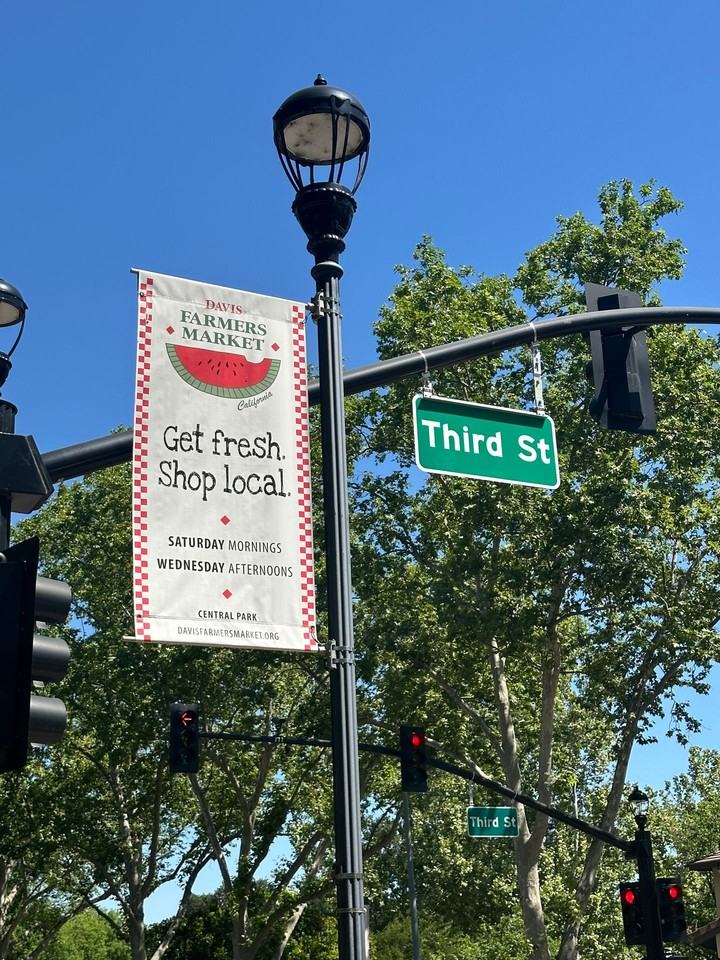 DAVIS
FARMERS
MARKET
California
Get fresh.
Shop local.
SATURDAY MORNINGS
WEDNESDAY AFTERNOONS
CENTRAL PARK
DAVISFARMERSMARKET.ORG
Third St
Third St